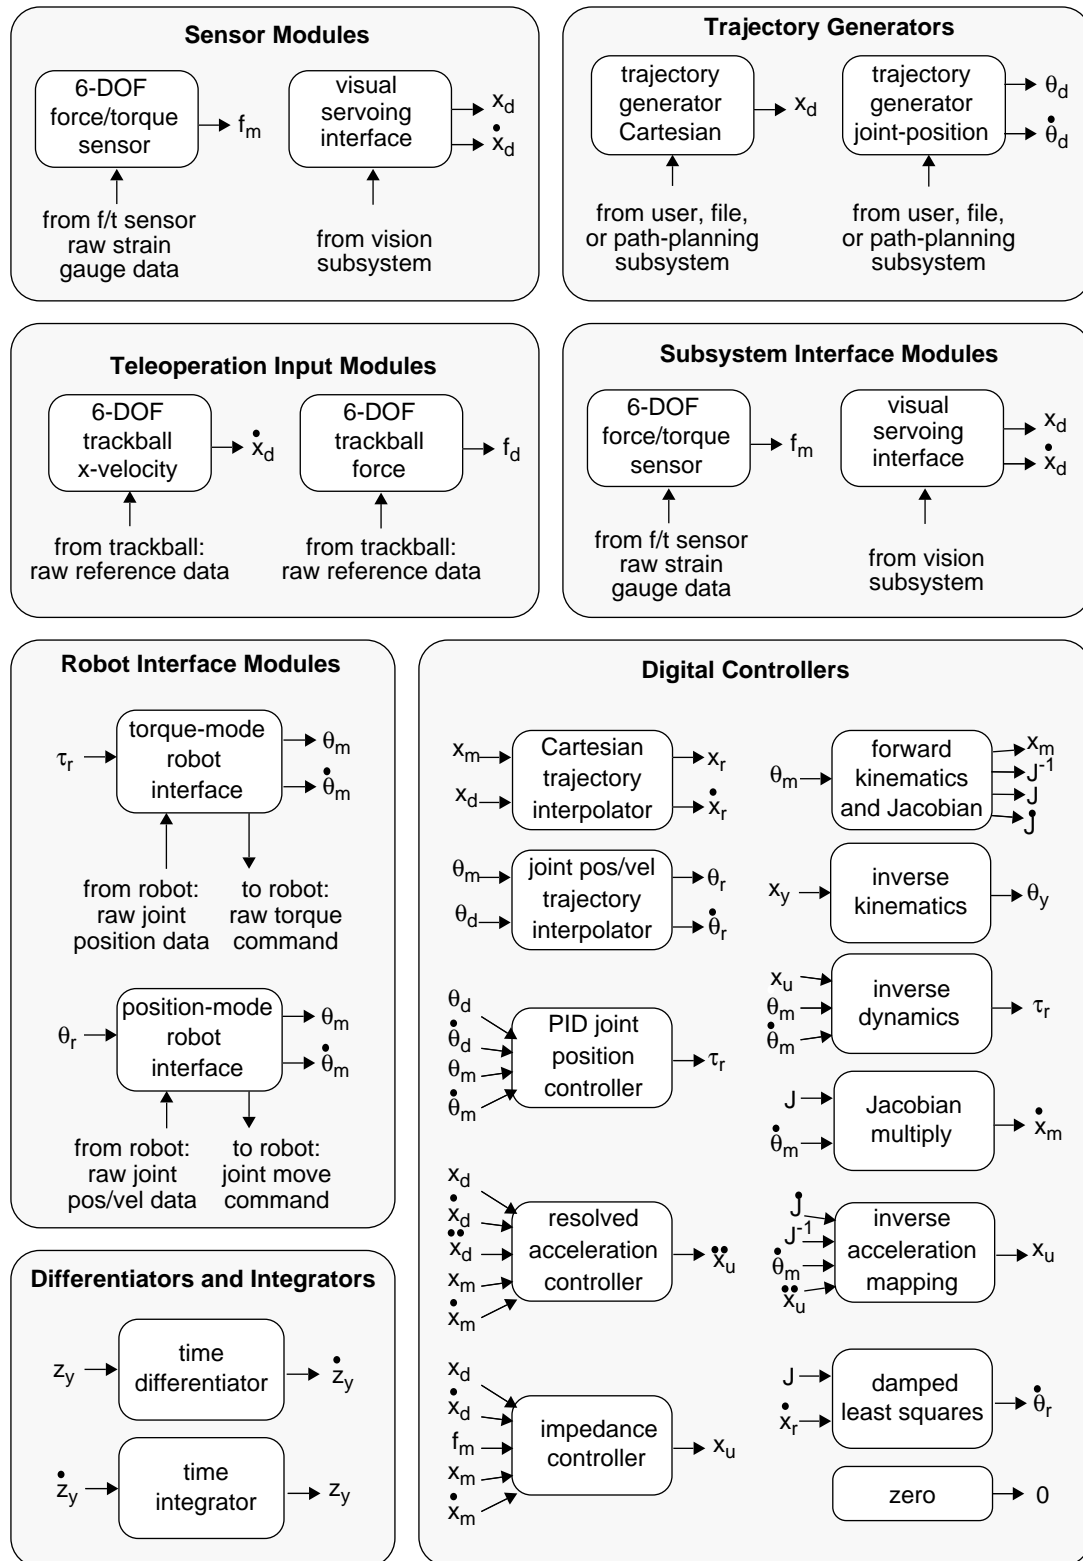 Sensor Modules
6-DOF
force/torque
sensor
f_m
from f/t sensor
raw strain
gauge data
visual
servoing
interface
x_d
ẋ_d
from vision
subsystem
Trajectory Generators
trajectory
generator
Cartesian
x_d
from user, file,
or path-planning
subsystem
trajectory
generator
joint-position
θ_d
θ̇_d
from user, file,
or path-planning
subsystem
Teleoperation Input Modules
6-DOF
trackball
x-velocity
ẋ_d
from trackball:
raw reference data
6-DOF
trackball
force
f_d
from trackball:
raw reference data
Subsystem Interface Modules
6-DOF
force/torque
sensor
f_m
from f/t sensor
raw strain
gauge data
visual
servoing
interface
x_d
ẋ_d
from vision
subsystem
Robot Interface Modules
τ_r
torque-mode
robot
interface
θ_m
θ̇_m
from robot:
raw joint
position data
to robot:
raw torque
command
θ_r
position-mode
robot
interface
θ_m
θ̇_m
from robot:
raw joint
pos/vel data
to robot:
joint move
command
Differentiators and Integrators
z_y
time
differentiator
ż_y
ż_y
time
integrator
z_y
Digital Controllers
x_m
x_d
Cartesian
trajectory
interpolator
x_r
ẋ_r
θ_m
θ_d
joint pos/vel
trajectory
interpolator
θ_r
θ̇_r
θ_d
θ̇_d
θ_m
θ̇_m
PID joint
position
controller
τ_r
x_d
ẋ_d
ẍ_d
x_m
ẋ_m
resolved
acceleration
controller
ẍ_u
x_d
ẋ_d
f_m
x_m
ẋ_m
impedance
controller
x_u
θ_m
forward
kinematics
and Jacobian
x_m
J^-1
J
J̇
x_y
inverse
kinematics
θ_y
x_u
θ_m
θ̇_m
inverse
dynamics
τ_r
J
θ̇_m
Jacobian
multiply
ẋ_m
J̇
J^-1
θ̇_m
ẍ_u
inverse
acceleration
mapping
x_u
J
ẋ_r
damped
least squares
θ̇_r
zero
0